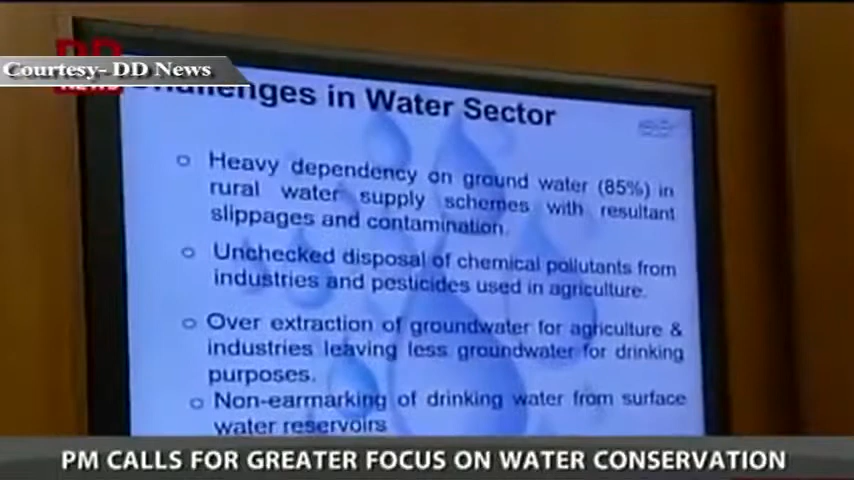 DD
Courtesy- DD News
NEWS
Challenges in Water Sector
Heavy dependency on ground water (85%) in
rural water supply schemes with resultant
slippages and contamination.
Unchecked disposal of chemical pollutants from
industries and pesticides used in agriculture.
Over extraction of groundwater for agriculture &
industries leaving less groundwater for drinking
purposes.
Non-earmarking of drinking water from surface
water reservoirs
PM CALLS FOR GREATER FOCUS ON WATER CONSERVATION